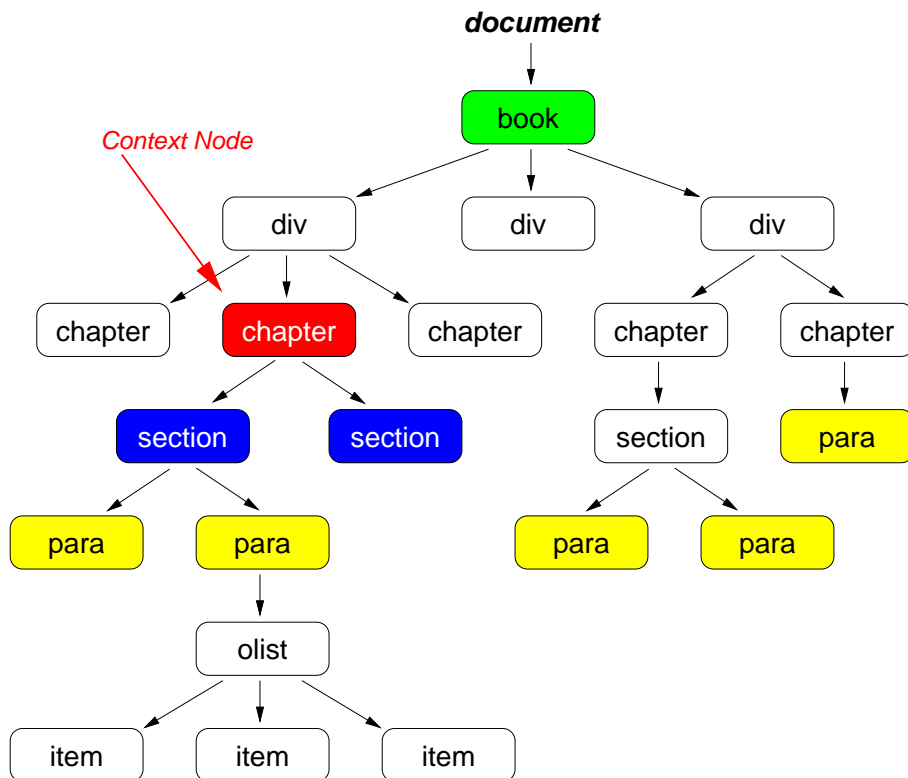 document
book
Context Node
div div div
chapter chapter chapter chapter chapter
section section section para
para para para para
olist
item item item